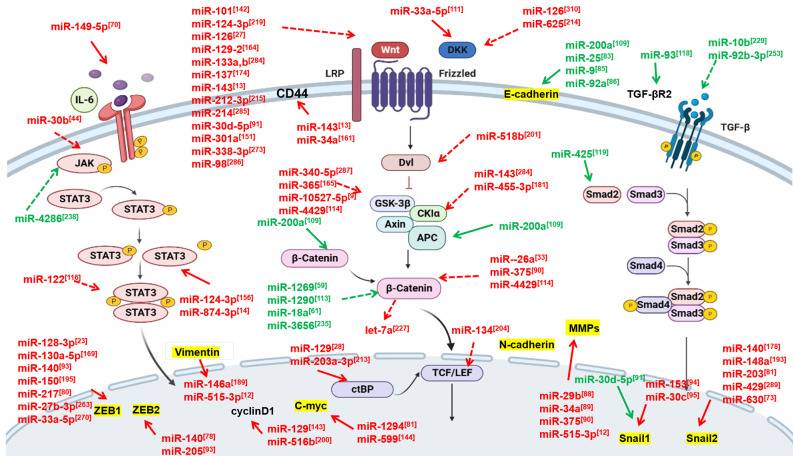 miR-149-5p[70]
IL-6
miR-30b[44]
JAK
P
miR-4286[238]
STAT3
STAT3
P
STAT3
P
STAT3
P
miR-122[116]
STAT3
P
P
STAT3
miR-124-3p[156]
miR-874-3p[14]
miR-101[142]
miR-124-3p[219]
miR-126[27]
miR-129-2[164]
miR-133a,b[284]
miR-137[174]
miR-143[13]
miR-212-3p[215]
miR-214[285]
miR-30d-5p[91]
miR-301a[151]
miR-338-3p[273]
miR-98[286]
CD44
miR-143[13]
miR-34a[161]
LRP
Wnt
Frizzled
DKK
miR-33a-5p[111]
miR-126[310]
miR-625[214]
miR-200a[109]
miR-25[83]
miR-9[85]
miR-92a[86]
E-cadherin
miR-93[118]
TGF-βR2
miR-10b[229]
miR-92b-3p[253]
TGF-β
P
P
Dvl
miR-518b[201]
miR-340-5p[287]
miR-365[165]
miR-10527-5p[9]
miR-4429[114]
GSK-3β
CKlα
Axin
APC
miR-143[284]
miR-455-3p[181]
miR-200a[109]
miR-200a[109]
β-Catenin
β-Catenin
miR-1269[59]
miR-1290[113]
miR-18a[61]
miR-3656[235]
miR--26a[33]
miR-375[90]
miR-4429[114]
let-7a[227]
miR-425[119]
Smad2
Smad3
Smad2
P
Smad3
P
Smad4
P
Smad4
Smad2
P
Smad3
P
miR-128-3p[23]
miR-130a-5p[169]
miR-140[93]
miR-150[195]
miR-217[80]
miR-27b-3p[263]
miR-33a-5p[270]
ZEB1
ZEB2
miR-140[78]
miR-205[93]
Vimentin
miR-146a[189]
miR-515-3p[12]
cyclinD1
miR-129[143]
miR-516b[200]
miR-129[28]
miR-203a-3p[213]
ctBP
C-myc
miR-1294[81]
miR-599[144]
miR-134[204]
TCF/LEF
N-cadherin
MMPs
miR-29b[88]
miR-34a[89]
miR-375[90]
miR-515-3p[12]
miR-30d-5p[91]
miR-153[94]
miR-30c[95]
Snail1
miR-140[178]
miR-148a[193]
miR-203[81]
miR-429[289]
miR-630[73]
Snail2